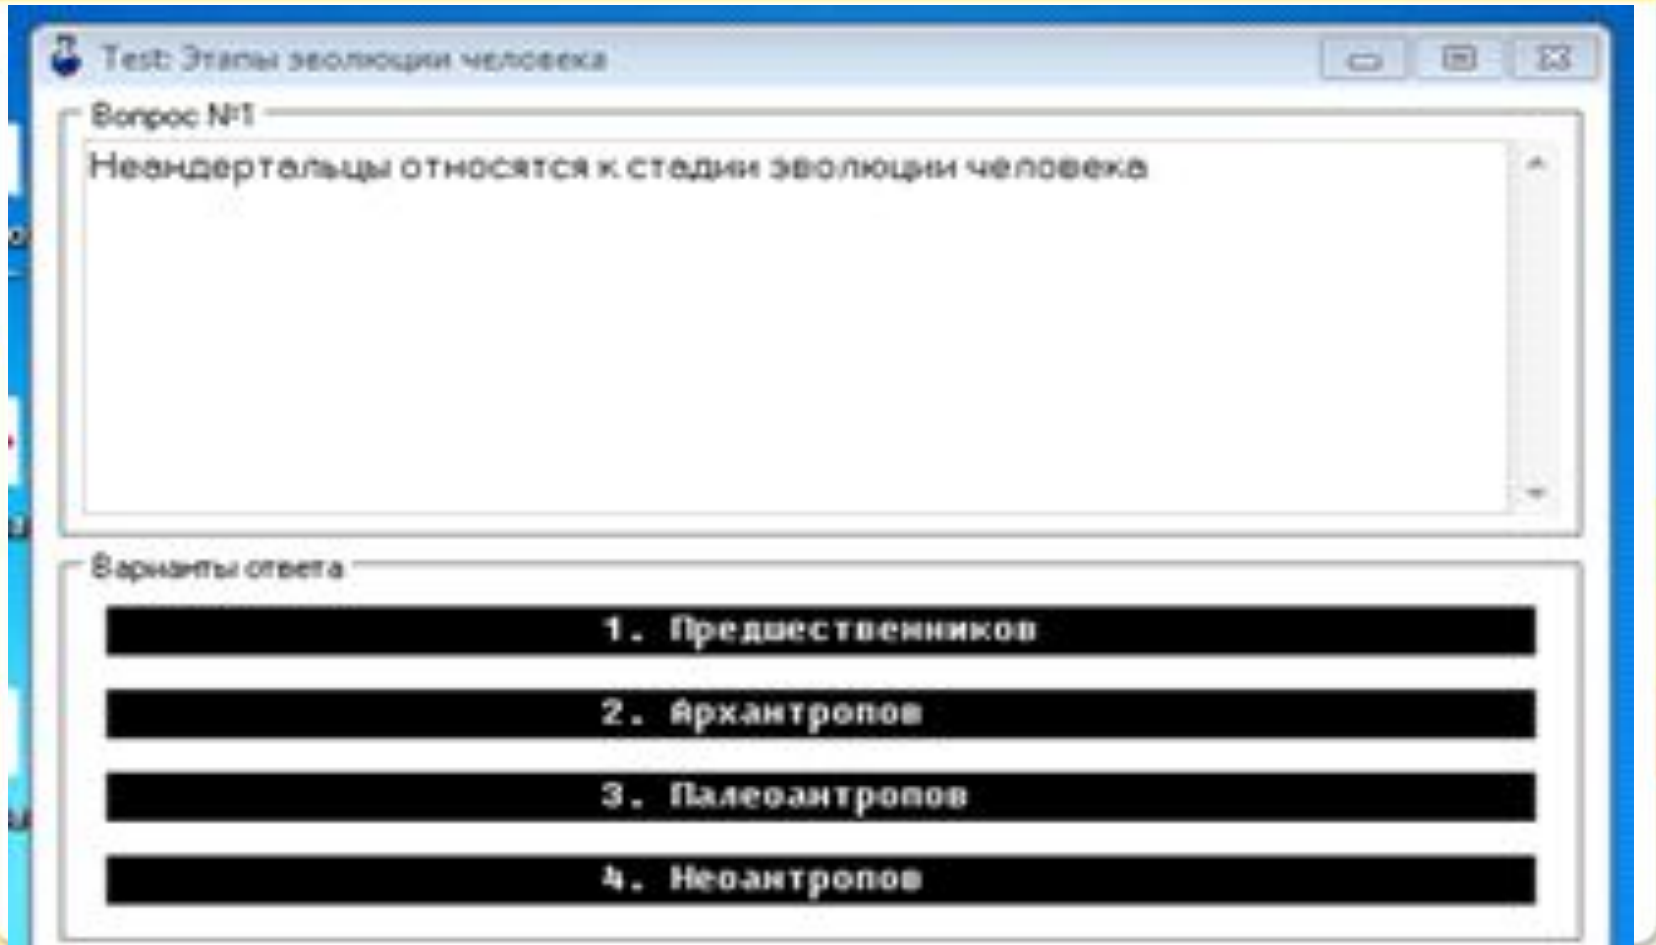 Test: Этапы эволюции человека
Вопрос №1
Неандертальцы относятся к стадии эволюции человека
Варианты ответа
1. Предшественников
2. Архантропов
3. Палеоантропов
4. Неоантропов